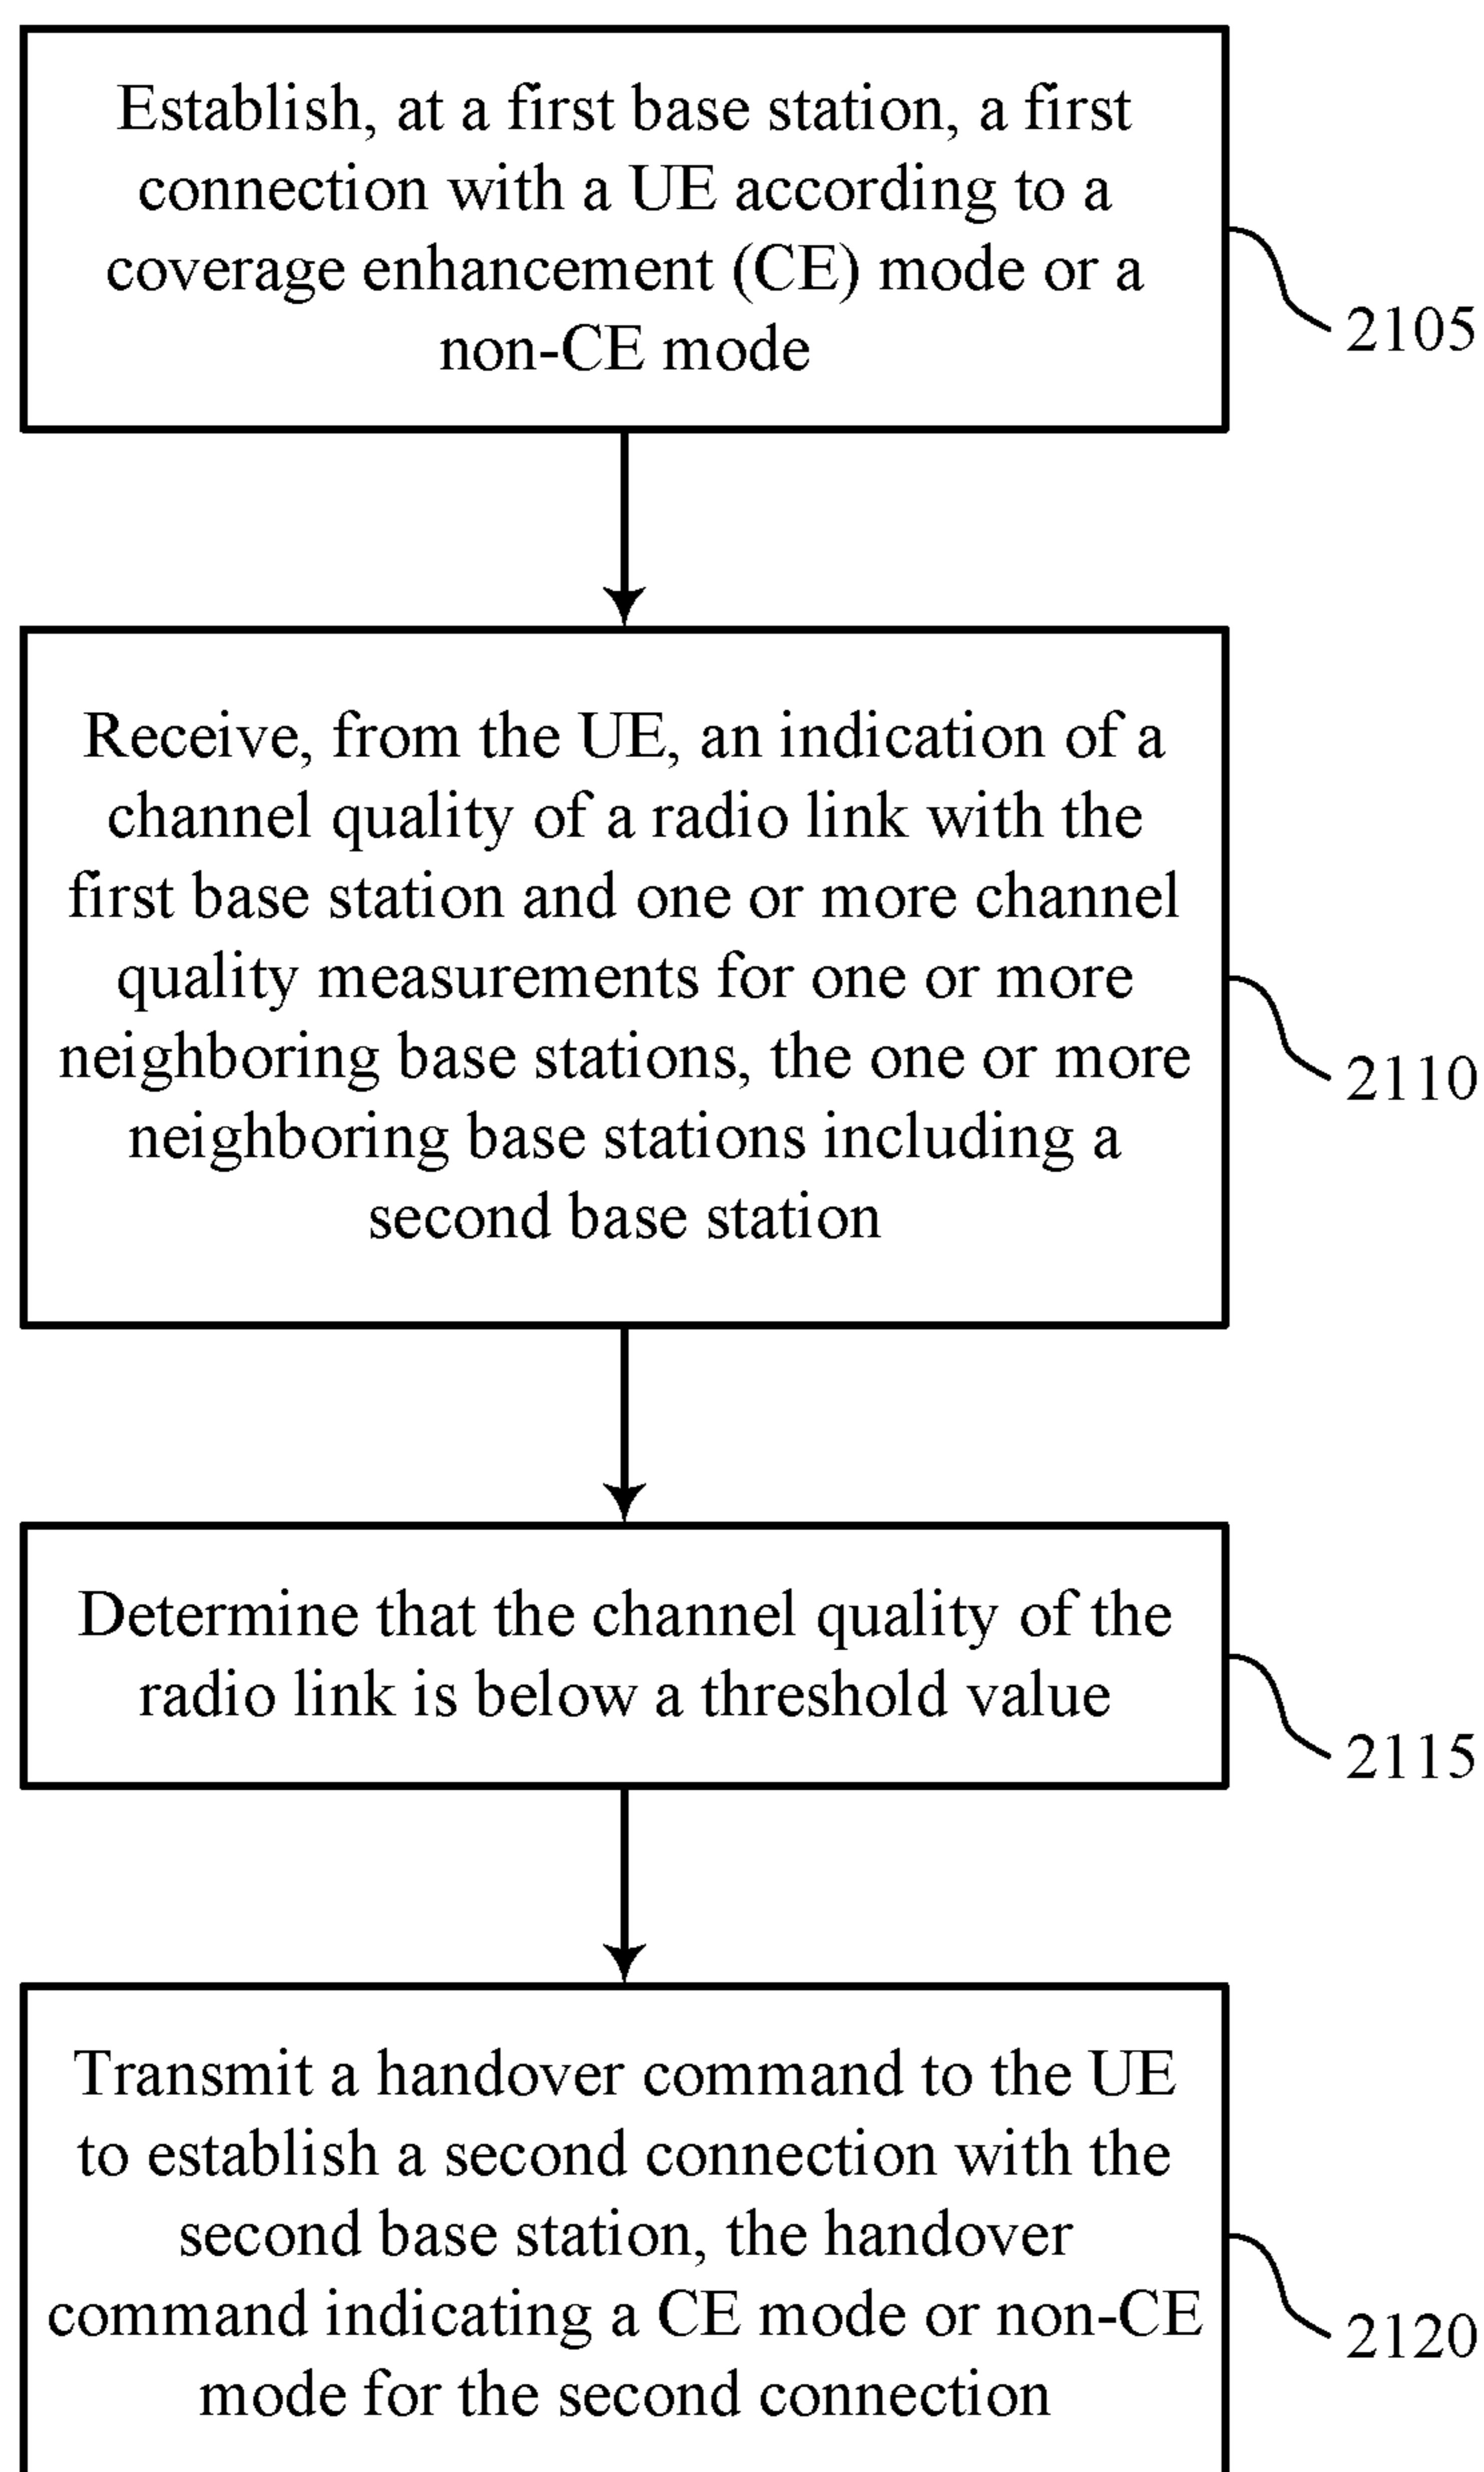 Establish, at a first base station, a first
connection with a UE according to a
coverage enhancement (CE) mode or a
non-CE mode
2105
Receive, from the UE, an indication of a
channel quality of a radio link with the
first base station and one or more channel
quality measurements for one or more
neighboring base stations, the one or more
neighboring base stations including a
second base station
2110
Determine that the channel quality of the
radio link is below a threshold value
2115
Transmit a handover command to the UE
to establish a second connection with the
second base station, the handover
command indicating a CE mode or non-CE
mode for the second connection
2120